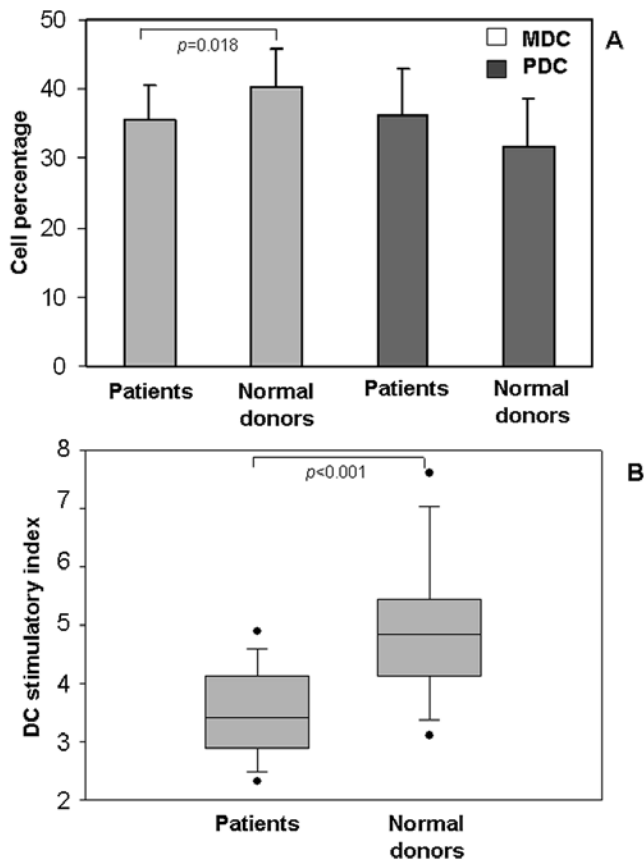 50
40
30
20
10
0
Cell percentage
p=0.018
MDC
PDC
A
Patients
Normal
donors
Patients
Normal
donors
8
7
6
5
4
3
2
DC stimulatory index
p<0.001
B
Patients
Normal
donors